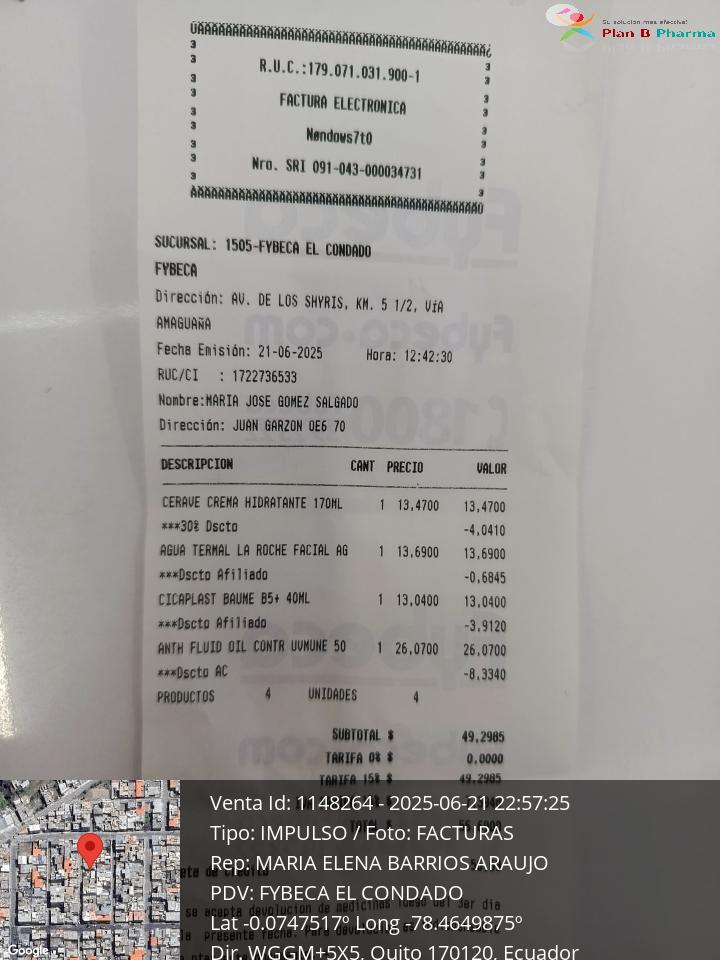 Su solución más efectiva!
Plan B Pharma
R.U.C.:179.071.031.900-1
FACTURA ELECTRONICA
Nøndows7t0
Nro. SRI 091-043-000034731
SUCURSAL: 1505-FYBECA EL CONDADO
FYBECA
Dirección: AV. DE LOS SHYRIS, KM. 5 1/2, VíA
AMAGUAñA
Fecha Emisión: 21-06-2025 Hora: 12:42:30
RUC/CI : 1722736533
Nombre:MARIA JOSE GOMEZ SALGADO
Dirección: JUAN GARZON OE6 70
DESCRIPCION CANT PRECIO VALOR
CERAVE CREMA HIDRATANTE 170ML 1 13,4700 13,4700
***30% Dscto -4,0410
AGUA TERMAL LA ROCHE FACIAL AG 1 13,6900 13,6900
***Dscto Afiliado -0,6845
CICAPLAST BAUME B5+ 40ML 1 13,0400 13,0400
***Dscto Afiliado -3,9120
ANTH FLUID OIL CONTR UVMUNE 50 1 26,0700 26,0700
***Dscto AC -8,3340
PRODUCTOS 4 UNIDADES 4
SUBTOTAL $ 49,2985
TARIFA 0% $ 0,0000
TARIFA 15% $ 49,2985
Venta Id: 1148264 - 2025-06-21 22:57:25
Tipo: IMPULSO / Foto: FACTURAS
Rep: MARIA ELENA BARRIOS ARAUJO
PDV: FYBECA EL CONDADO
Lat -0.0747517º Long -78.4649875º
Dir. WGGM+5X5, Quito 170120, Ecuador
Google